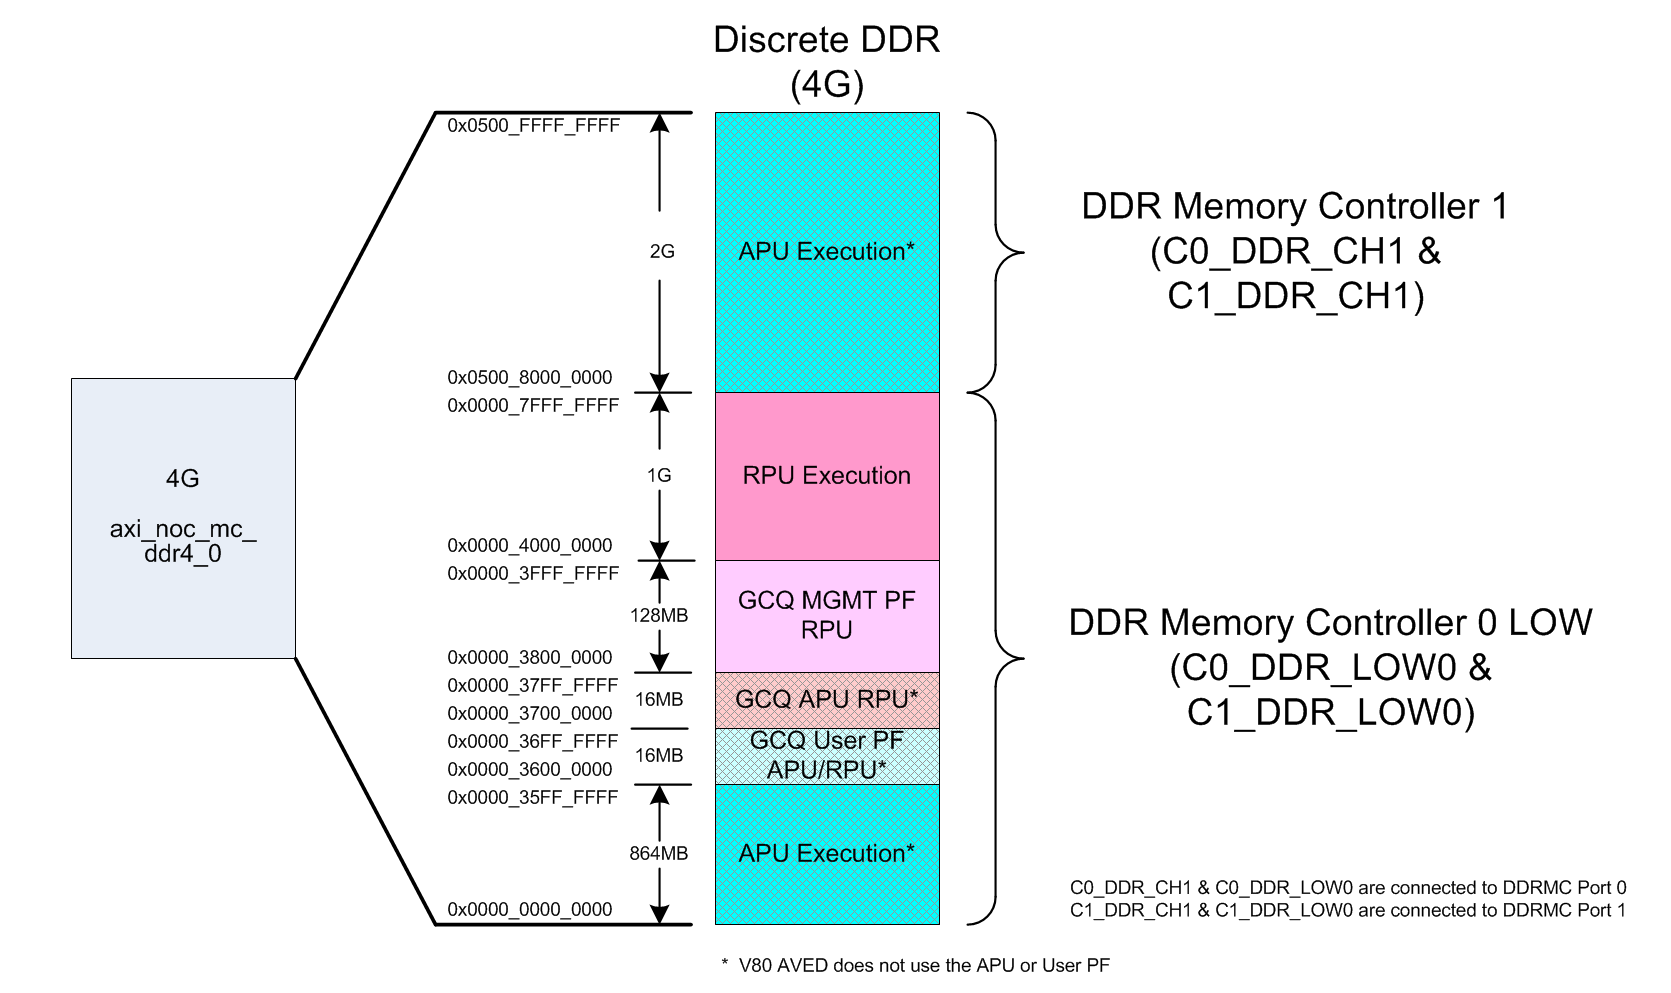 Discrete DDR
(4G)
0x0500_FFFF_FFFF
2G
APU Execution*
DDR Memory Controller 1
(C0_DDR_CH1 &
C1_DDR_CH1)
0x0500_8000_0000
0x0000_7FFF_FFFF
4G
axi_noc_mc_
ddr4_0
1G
RPU Execution
0x0000_4000_0000
0x0000_3FFF_FFFF
128MB
GCQ MGMT PF
RPU
DDR Memory Controller 0 LOW
(C0_DDR_LOW0 &
C1_DDR_LOW0)
0x0000_3800_0000
0x0000_37FF_FFFF
16MB
GCQ APU RPU*
0x0000_3700_0000
0x0000_36FF_FFFF
16MB
GCQ User PF
APU/RPU*
0x0000_3600_0000
0x0000_35FF_FFFF
864MB
APU Execution*
0x0000_0000_0000
C0_DDR_CH1 & C0_DDR_LOW0 are connected to DDRMC Port 0
C1_DDR_CH1 & C1_DDR_LOW0 are connected to DDRMC Port 1
* V80 AVED does not use the APU or User PF